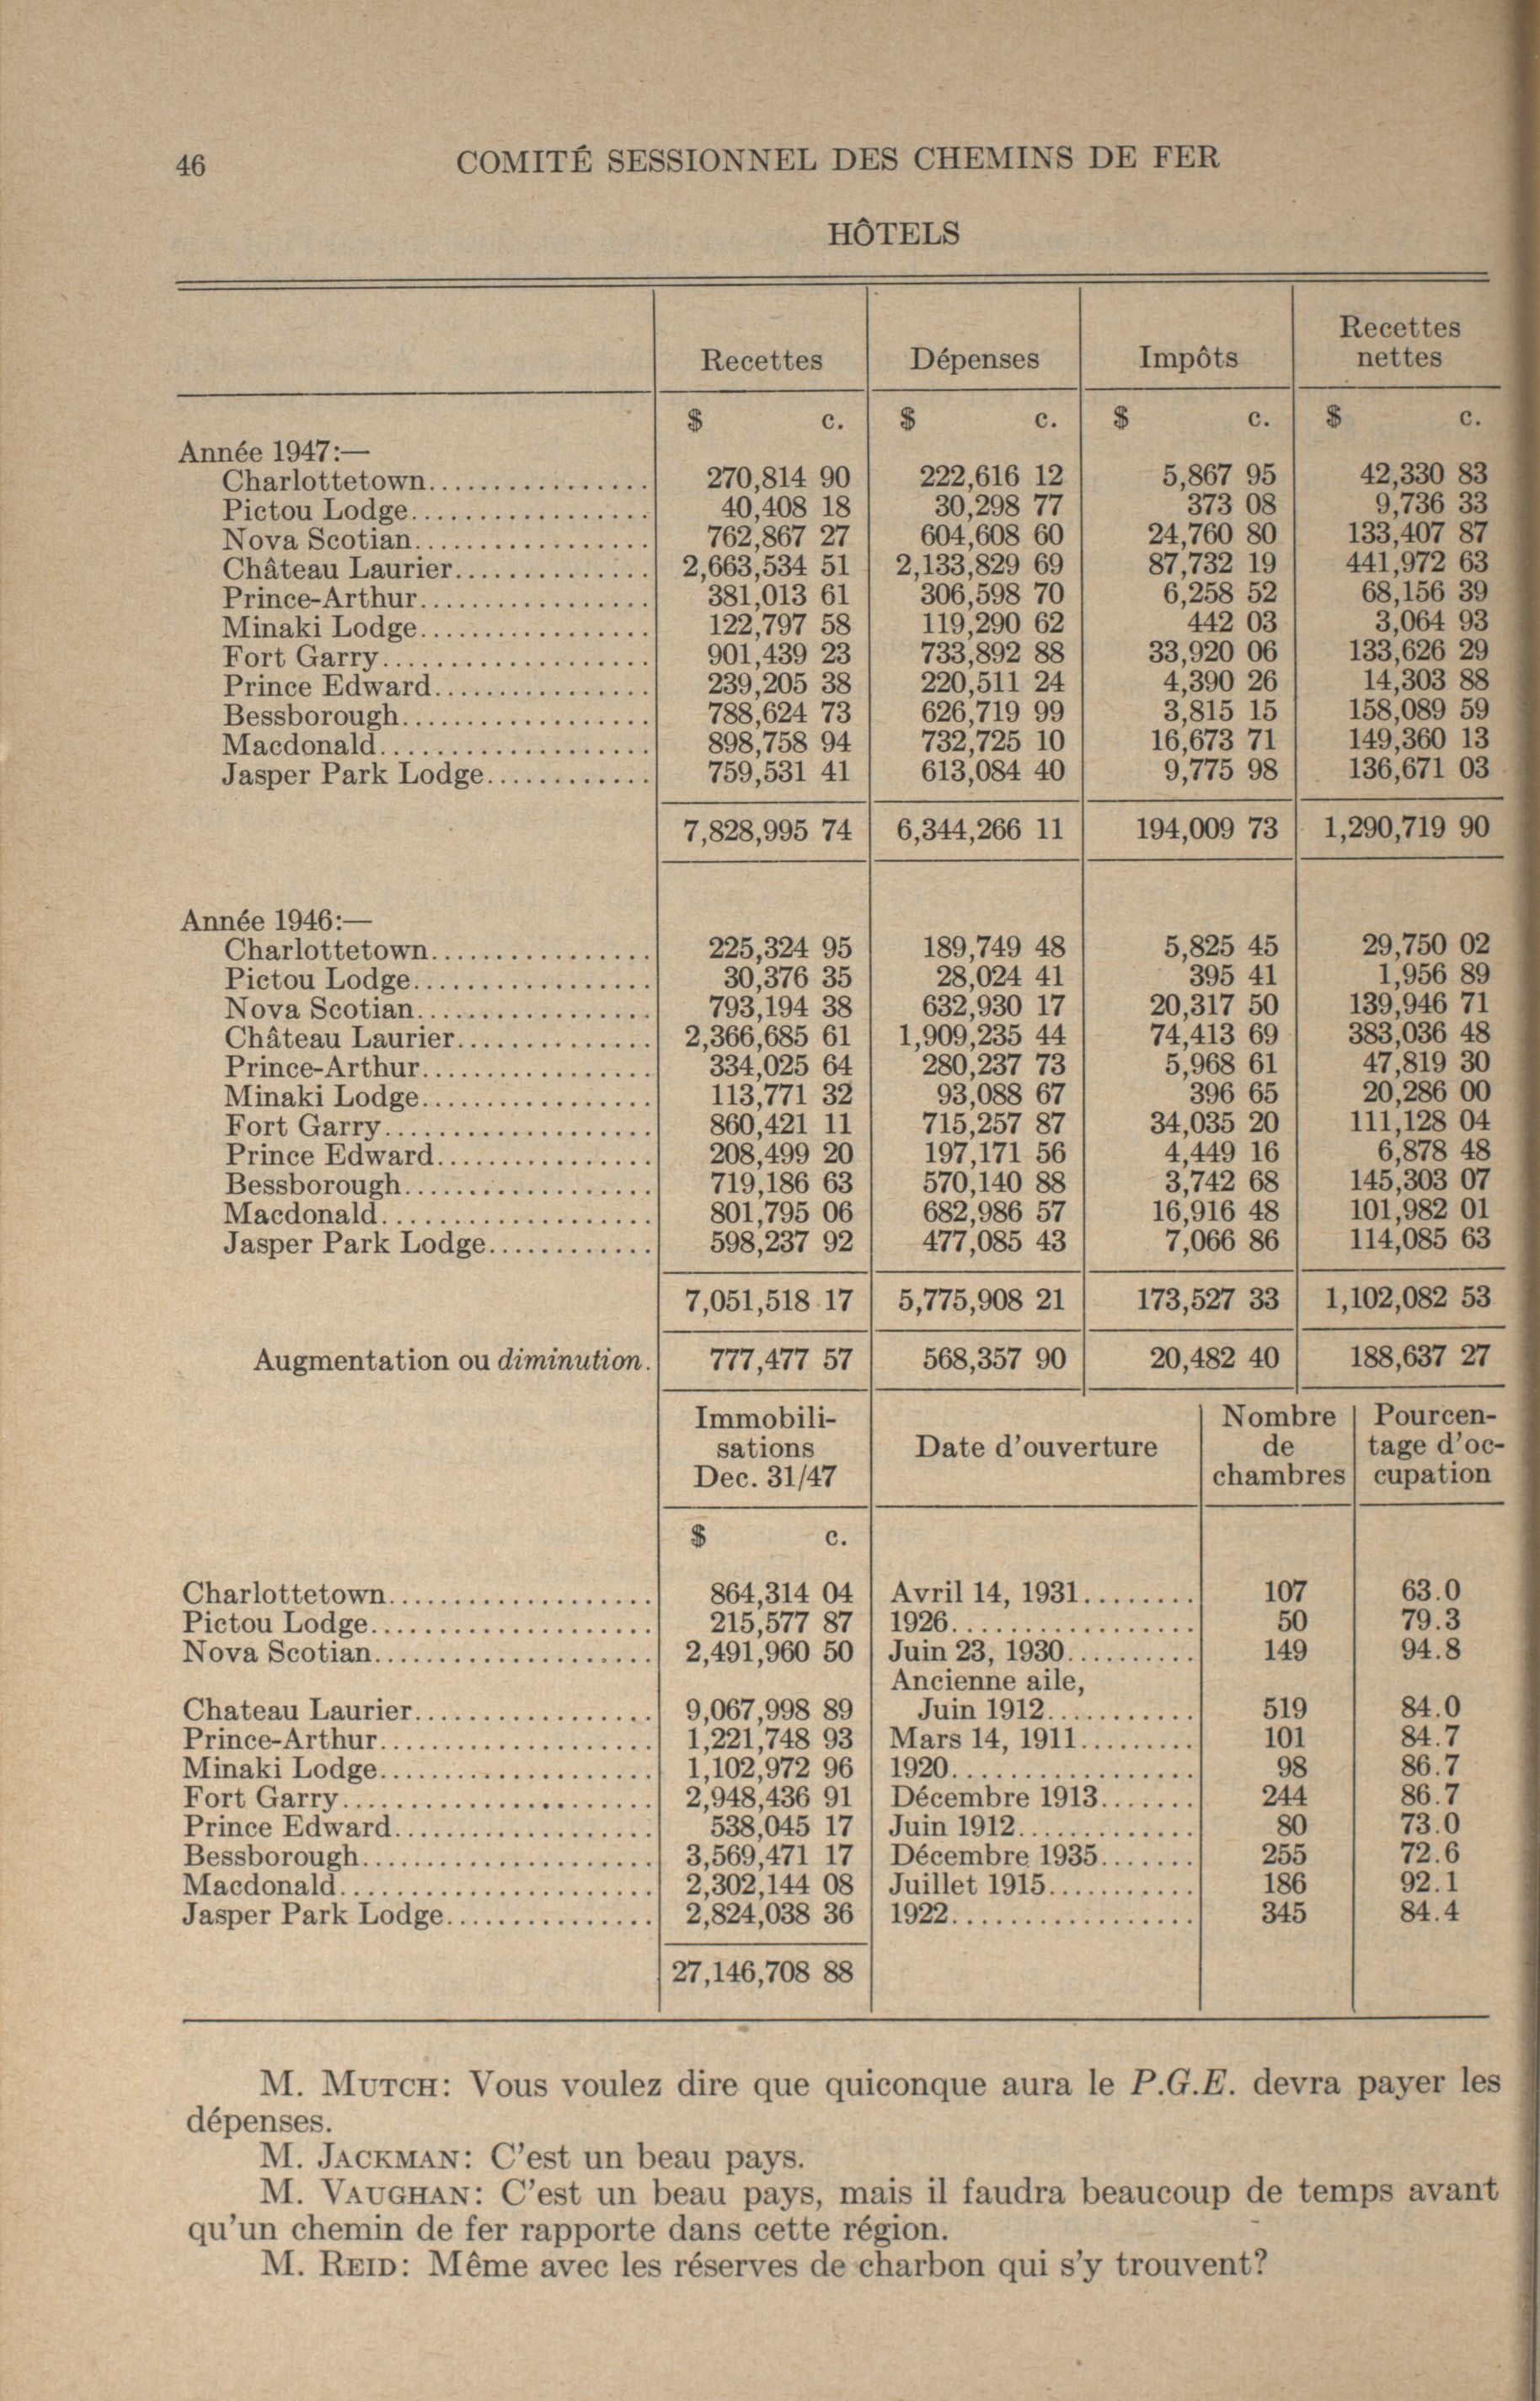 46 COMITÉ SESSIONNEL DES CHEMINS DE FER
HÔTELS
Recettes Dépenses Impôts Recettes nettes
$ c. $ c. $ c. $ c.
Année 1947:—
Charlottetown................. 270,814 90 222,616 12 5,867 95 42,330 83
Pictou Lodge.................. 40,408 18 30,298 77 373 08 9,736 33
Nova Scotian.................. 762,867 27 604,608 60 24,760 80 133,407 87
Château Laurier............... 2,663,534 51 2,133,829 69 87,732 19 441,972 63
Prince-Arthur................. 381,013 61 306,598 70 6,258 52 68,156 39
Minaki Lodge.................. 122,797 58 119,290 62 442 03 3,064 93
Fort Garry.................... 901,439 23 733,892 88 33,920 06 133,626 29
Prince Edward................ 239,205 38 220,511 24 4,390 26 14,303 88
Bessborough.................. 788,624 73 626,719 99 3,815 15 158,089 59
Macdonald.................... 898,758 94 732,725 10 16,673 71 149,360 13
Jasper Park Lodge............. 759,531 41 613,084 40 9,775 98 136,671 03
7,828,995 74 6,344,266 11 194,009 73 1,290,719 90
Année 1946:—
Charlottetown................. 225,324 95 189,749 48 5,825 45 29,750 02
Pictou Lodge.................. 30,376 35 28,024 41 395 41 1,956 89
Nova Scotian.................. 793,194 38 632,930 17 20,317 50 139,946 71
Château Laurier............... 2,366,685 61 1,909,235 44 74,413 69 383,036 48
Prince-Arthur................. 334,025 64 280,237 73 5,968 61 47,819 30
Minaki Lodge.................. 113,771 32 93,088 67 396 65 20,286 00
Fort Garry.................... 860,421 11 715,257 87 34,035 20 111,128 04
Prince Edward................ 208,499 20 197,171 56 4,449 16 6,878 48
Bessborough.................. 719,186 63 570,140 88 3,742 68 145,303 07
Macdonald.................... 801,795 06 682,986 57 16,916 48 101,982 01
Jasper Park Lodge............. 598,237 92 477,085 43 7,066 86 114,085 63
7,051,518 17 5,775,908 21 173,527 33 1,102,082 53
Augmentation ou diminution. 777,477 57 568,357 90 20,482 40 188,637 27
Immobili- Nombre Pourcen-
sations Date d'ouverture de tage d'oc-
Dec. 31/47 chambres cupation
$ c.
Charlottetown.................... 864,314 04 Avril 14, 1931......... 107 63.0
Pictou Lodge..................... 215,577 87 1926................... 50 79.3
Nova Scotian..................... 2,491,960 50 Juin 23, 1930.......... 149 94.8
Ancienne aile,
Chateau Laurier.................. 9,067,998 89 Juin 1912............ 519 84.0
Prince-Arthur.................... 1,221,748 93 Mars 14, 1911......... 101 84.7
Minaki Lodge..................... 1,102,972 96 1920................... 98 86.7
Fort Garry....................... 2,948,436 91 Décembre 1913....... 244 86.7
Prince Edward................... 538,045 17 Juin 1912.............. 80 73.0
Bessborough...................... 3,569,471 17 Décembre 1935....... 255 72.6
Macdonald....................... 2,302,144 08 Juillet 1915............ 186 92.1
Jasper Park Lodge................ 2,824,038 36 1922................... 345 84.4
27,146,708 88
M. MUTCH: Vous voulez dire que quiconque aura le P.G.E. devra payer les
dépenses.
M. JACKMAN: C'est un beau pays.
M. VAUGHAN: C'est un beau pays, mais il faudra beaucoup de temps avant
qu'un chemin de fer rapporte dans cette région.
M. REID: Même avec les réserves de charbon qui s'y trouvent?